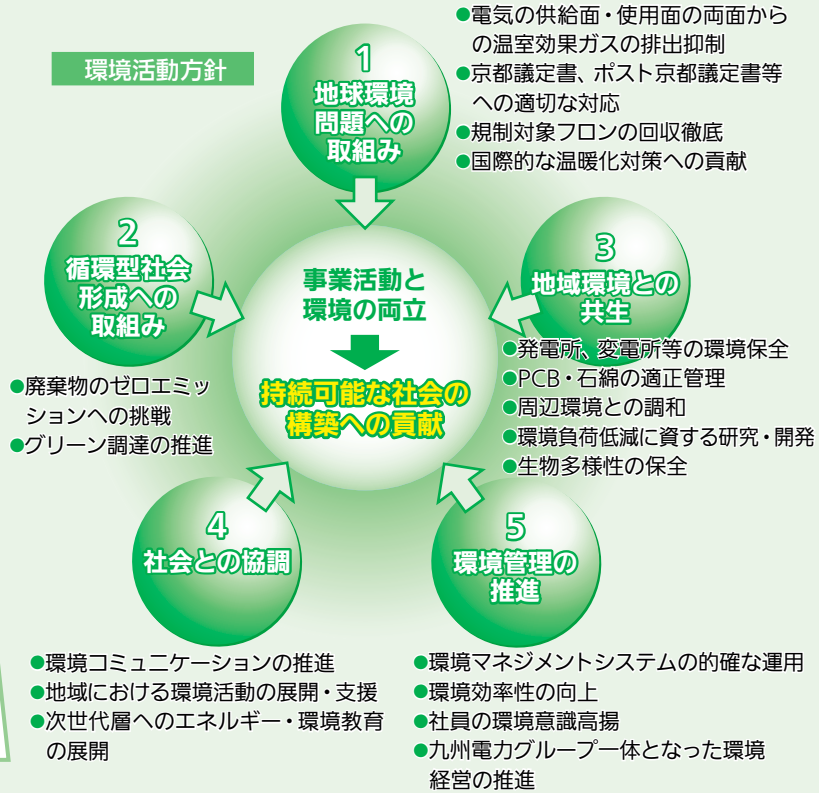 環境活動方針
1
地球環境
問題への
取組み
●電気の供給面・使用面の両面から
の温室効果ガスの排出抑制
●京都議定書、ポスト京都議定書等
への適切な対応
●規制対象フロンの回収徹底
●国際的な温暖化対策への貢献
2
循環型社会
形成への
取組み
●廃棄物のゼロエミッ
ションへの挑戦
●グリーン調達の推進
事業活動と
環境の両立
持続可能な社会の
構築への貢献
3
地域環境との
共生
●発電所、変電所等の環境保全
●PCB・石綿の適正管理
●周辺環境との調和
●環境負荷低減に資する研究・開発
●生物多様性の保全
4
社会との協調
●環境コミュニケーションの推進
●地域における環境活動の展開・支援
●次世代層へのエネルギー・環境教育
の展開
5
環境管理の
推進
●環境マネジメントシステムの的確な運用
●環境効率性の向上
●社員の環境意識高揚
●九州電力グループ一体となった環境
経営の推進